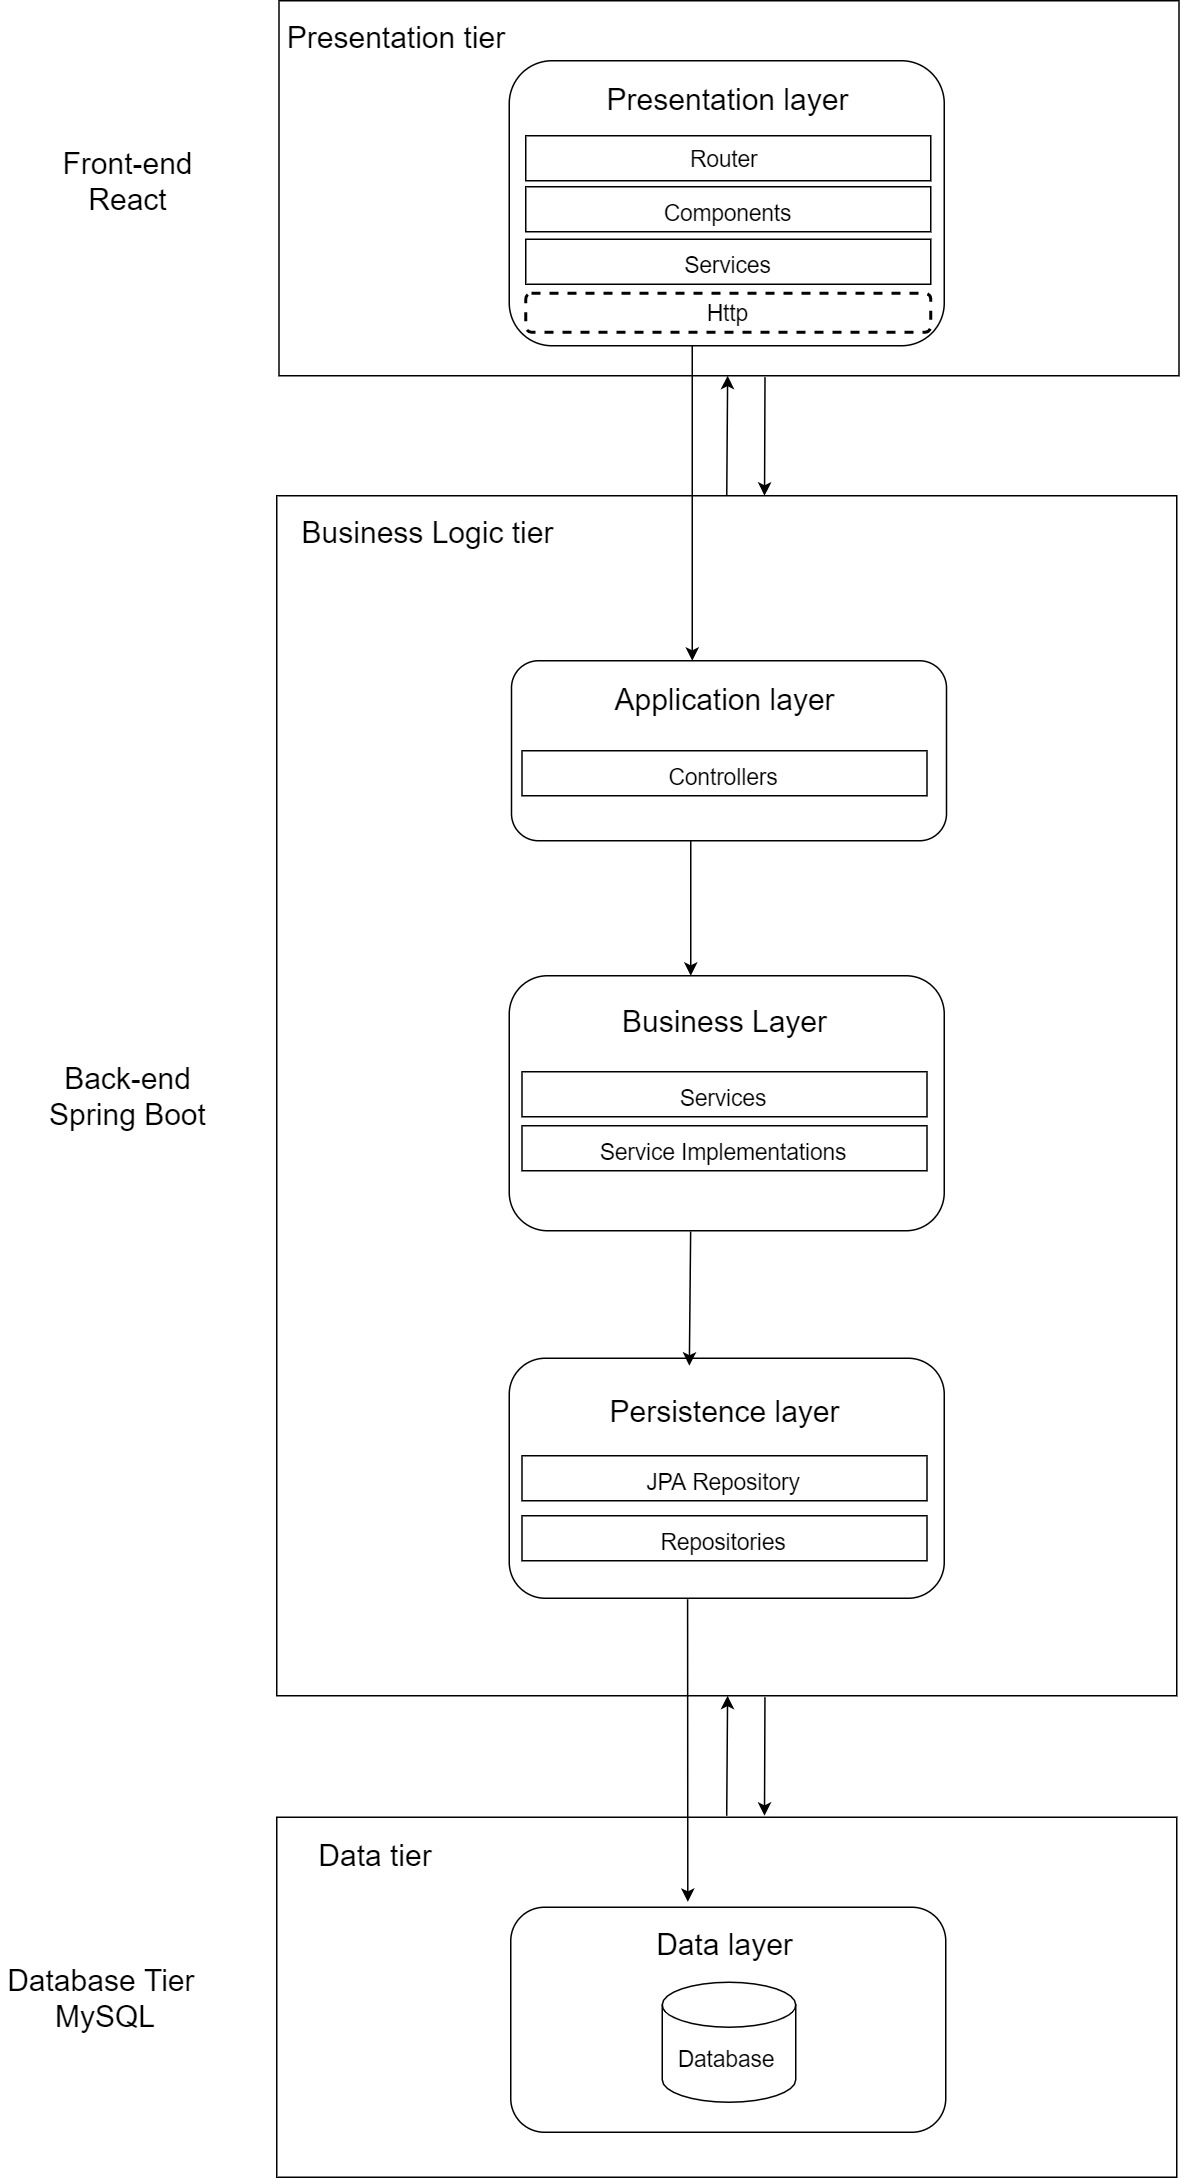 Presentation tier
Presentation layer
Router
Components
Services
Http
Front-end
React
Business Logic tier
Application layer
Controllers
Business Layer
Services
Service Implementations
Back-end
Spring Boot
Persistence layer
JPA Repository
Repositories
Data tier
Data layer
Database
Database Tier
MySQL